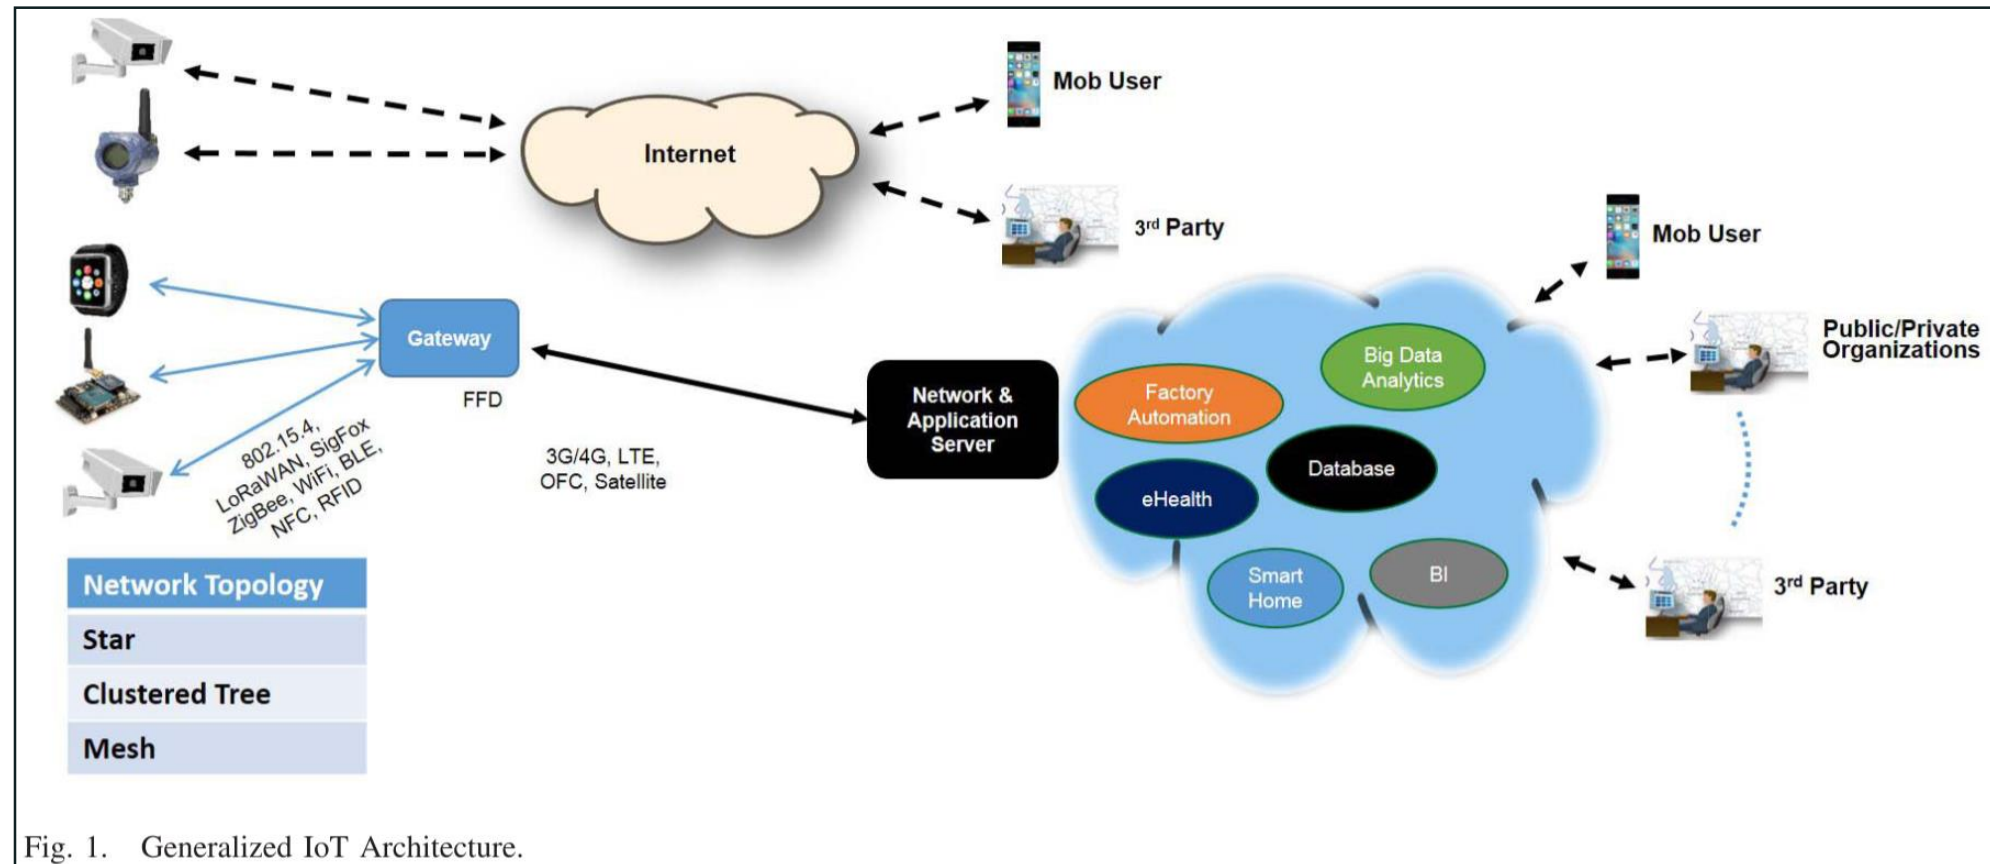 Internet
Mob User
3rd Party
Mob User
Gateway
FFD
Public/Private
Organizations
Network &
Application
Server
Big Data
Analytics
Factory
Automation
Database
eHealth
Smart
Home
BI
3rd Party
802.15.4,
LoRaWAN, SigFox
ZigBee, WiFi, BLE,
NFC, RFID
3G/4G, LTE,
OFC, Satellite
Network Topology
Star
Clustered Tree
Mesh
Fig. 1. Generalized IoT Architecture.